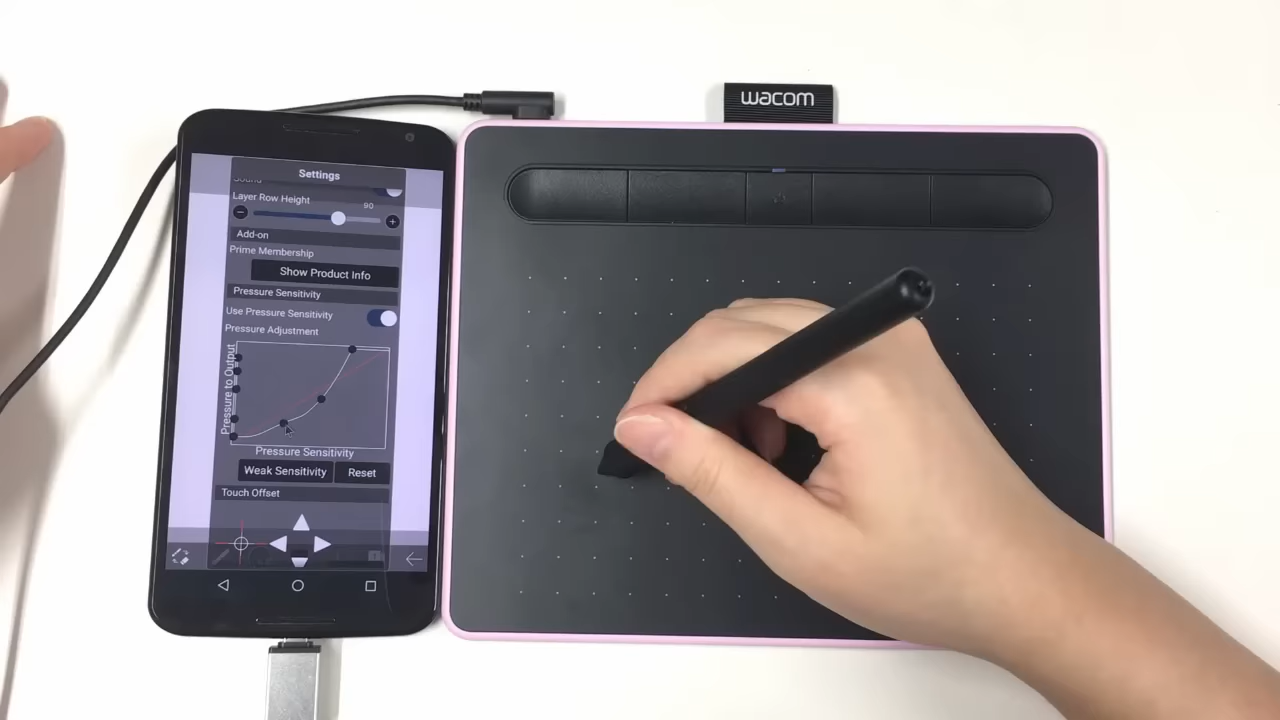 wacom
Settings
Sound
Layer Row Height
90
Add-on
Prime Membership
Show Product Info
Pressure Sensitivity
Use Pressure Sensitivity
Pressure Adjustment
Pressure to Output
Pressure Sensitivity
Weak Sensitivity
Reset
Touch Offset